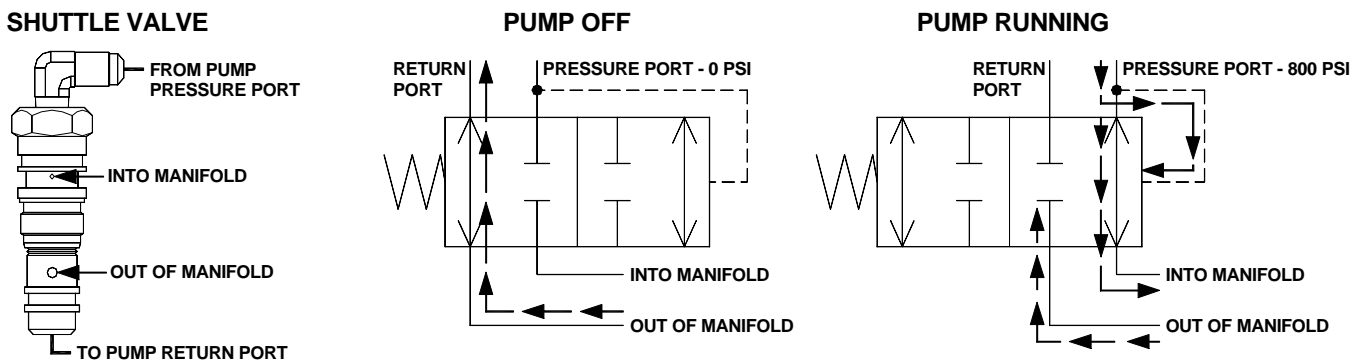 SHUTTLE VALVE
FROM PUMP
PRESSURE PORT
INTO MANIFOLD
OUT OF MANIFOLD
TO PUMP RETURN PORT
PUMP OFF
RETURN
PORT
PRESSURE PORT - 0 PSI
INTO MANIFOLD
OUT OF MANIFOLD
PUMP RUNNING
RETURN
PORT
PRESSURE PORT - 800 PSI
INTO MANIFOLD
OUT OF MANIFOLD